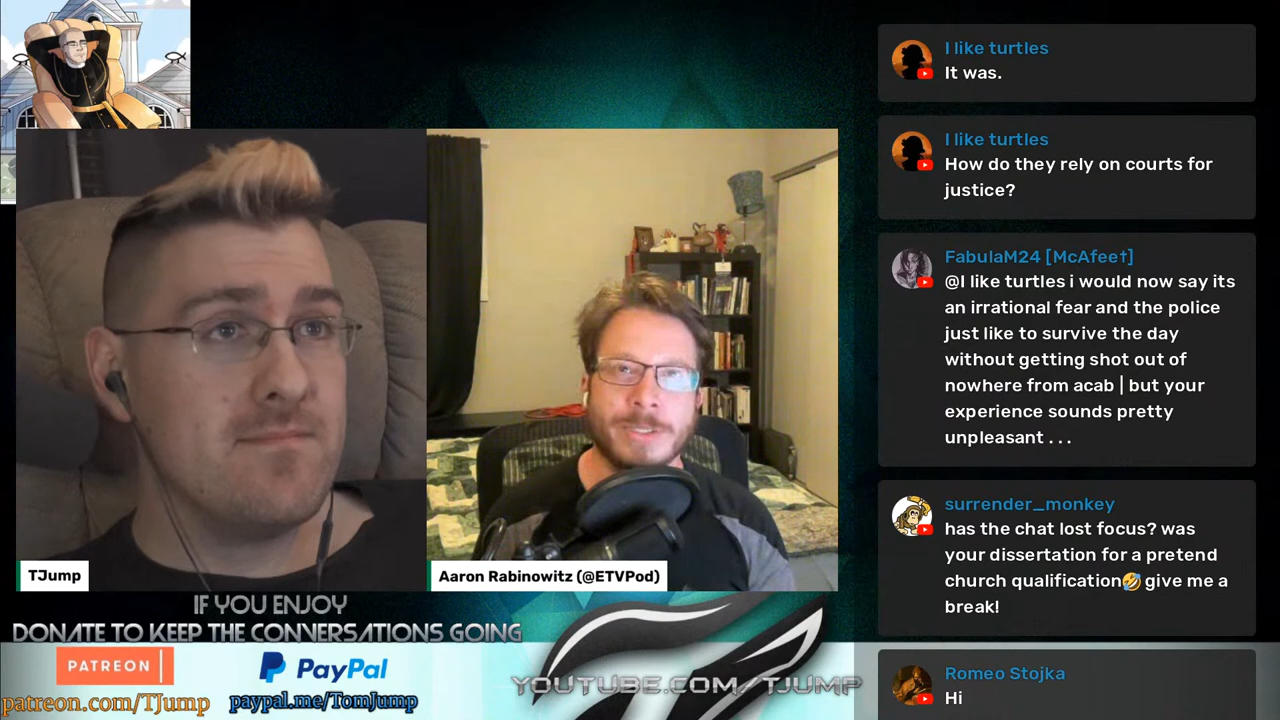 I like turtles
It was.
I like turtles
How do they rely on courts for
justice?
FabulaM24 [McAfee†]
@I like turtles i would now say its
an irrational fear and the police
just like to survive the day
without getting shot out of
nowhere from acab | but your
experience sounds pretty
unpleasant . . .
surrender_monkey
has the chat lost focus? was
your dissertation for a pretend
church qualification🤣 give me a
break!
Romeo Stojka
Hi
TJump
Aaron Rabinowitz (@ETVPod)
IF YOU ENJOY
DONATE TO KEEP THE CONVERSATIONS GOING
PATREON
PayPal
patreon.com/TJump
paypal.me/TomJump
YOUTUBE.COM/TJUMP